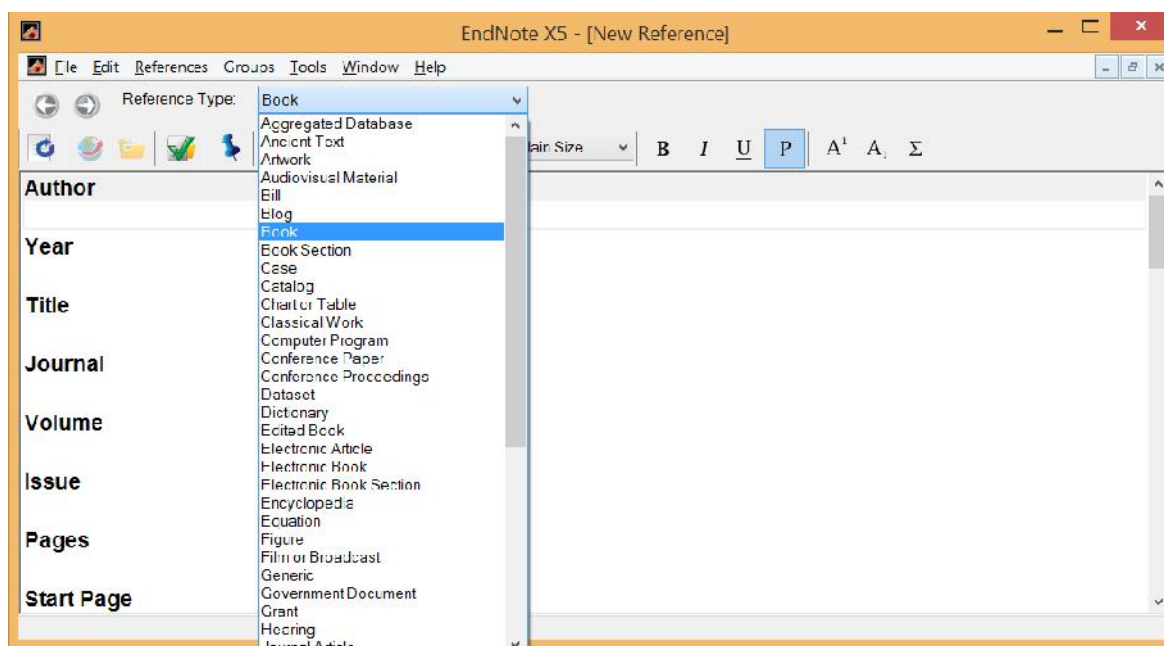 EndNote X5 - [New Reference]
File Edit References Groups Tools Window Help
Reference Type: Book
Aggregated Database
Ancient Text
Artwork
Audiovisual Material
Bill
Blog
Book
Book Section
Case
Catalog
Chart or Table
Classical Work
Computer Program
Conference Paper
Conference Proceedings
Dataset
Dictionary
Edited Book
Electronic Article
Electronic Book
Electronic Book Section
Encyclopedia
Equation
Figure
Film or Broadcast
Generic
Government Document
Grant
Hearing
Journal Article
lain Size
B I U P A¹ A₁ Σ
Author
Year
Title
Journal
Volume
Issue
Pages
Start Page